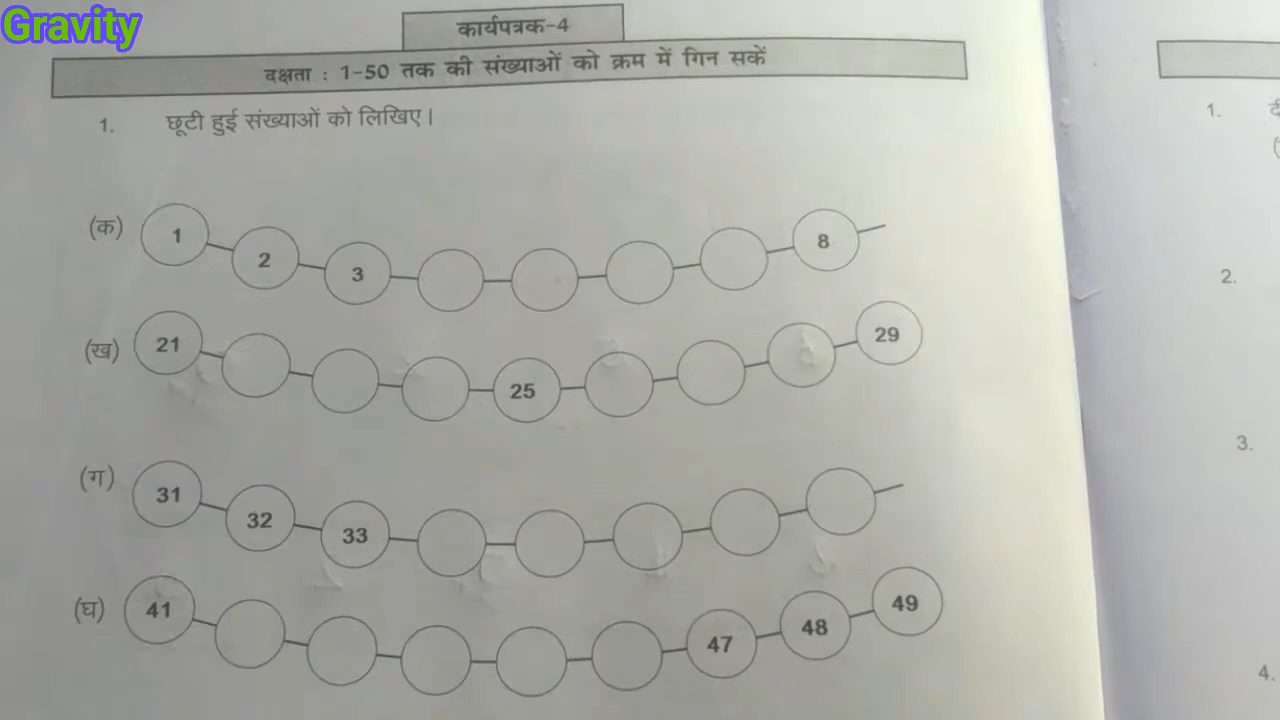 Gravity
कार्यपत्रक-4
दक्षता : 1-50 तक की संख्याओं को क्रम में गिन सकें
1. छूटी हुई संख्याओं को लिखिए।
(क) 1 2 3 8
(ख) 21 25 29
(ग) 31 32 33
(घ) 41 47 48 49
1.
2.
3.
4.